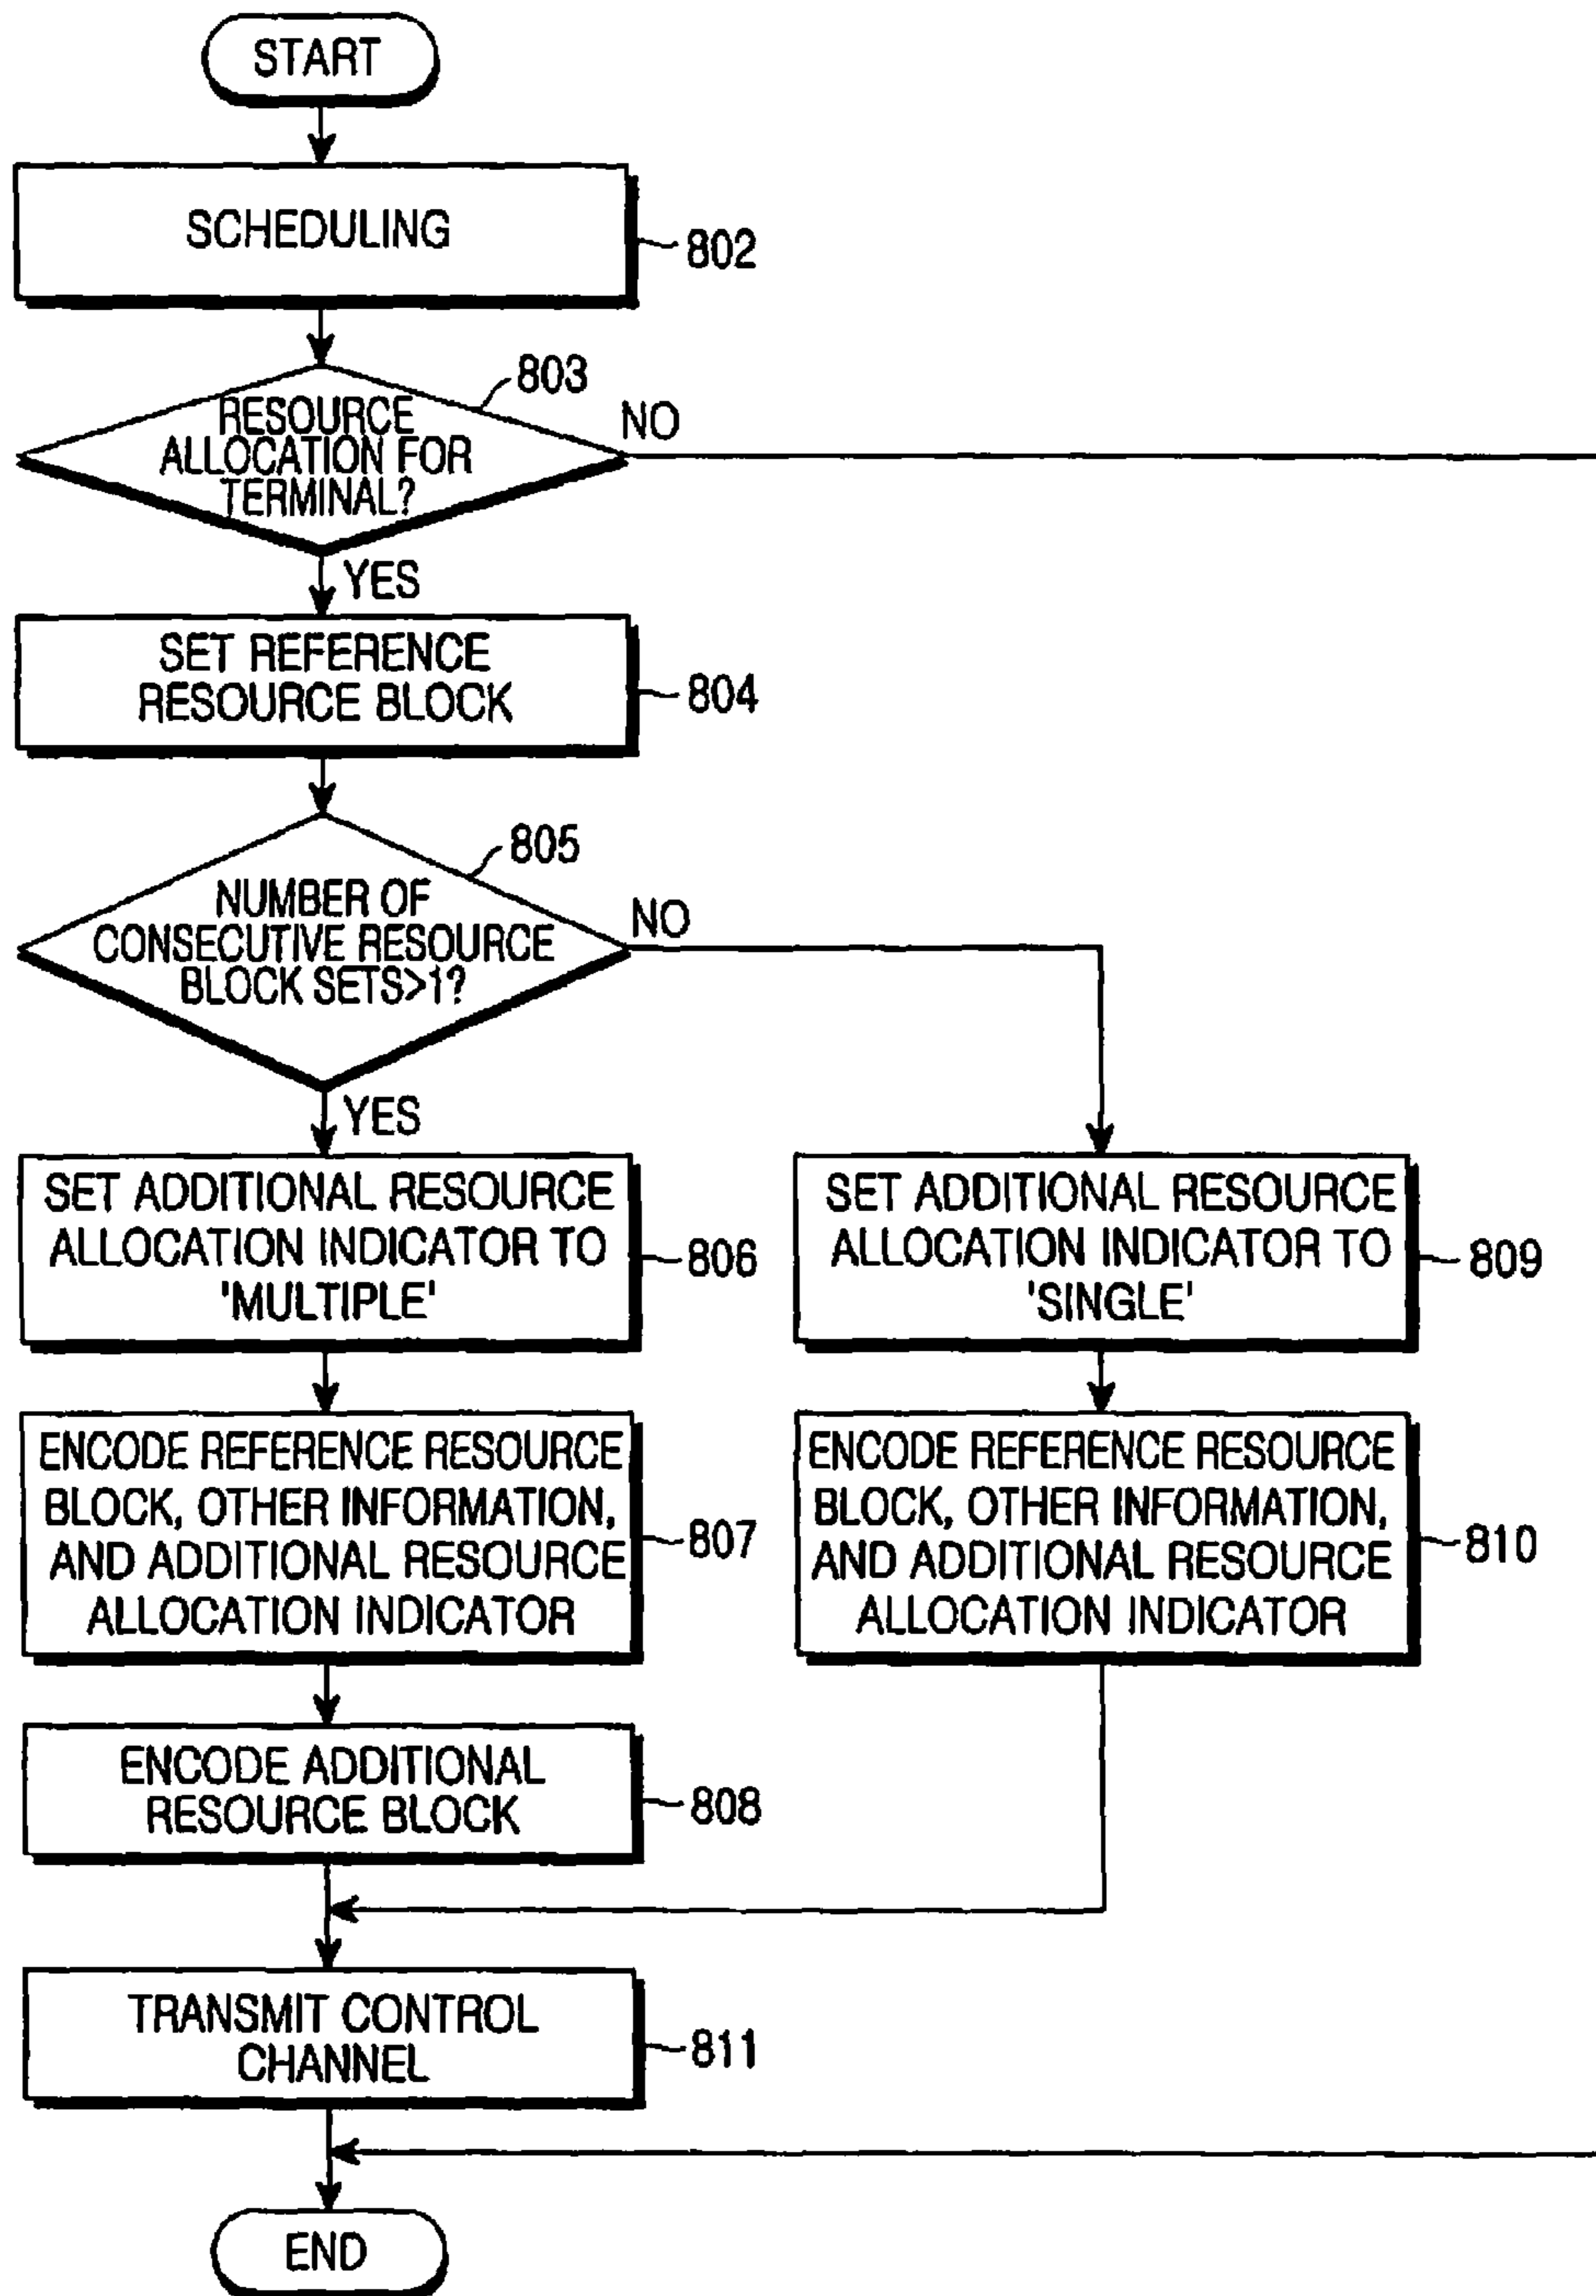 START
SCHEDULING
802
803
RESOURCE
ALLOCATION FOR
TERMINAL?
NO
YES
SET REFERENCE
RESOURCE BLOCK
804
805
NUMBER OF
CONSECUTIVE RESOURCE
BLOCK SETS>1?
NO
YES
SET ADDITIONAL RESOURCE
ALLOCATION INDICATOR TO
'MULTIPLE'
806
SET ADDITIONAL RESOURCE
ALLOCATION INDICATOR TO
'SINGLE'
809
ENCODE REFERENCE RESOURCE
BLOCK, OTHER INFORMATION,
AND ADDITIONAL RESOURCE
ALLOCATION INDICATOR
807
ENCODE REFERENCE RESOURCE
BLOCK, OTHER INFORMATION,
AND ADDITIONAL RESOURCE
ALLOCATION INDICATOR
810
ENCODE ADDITIONAL
RESOURCE BLOCK
808
TRANSMIT CONTROL
CHANNEL
811
END